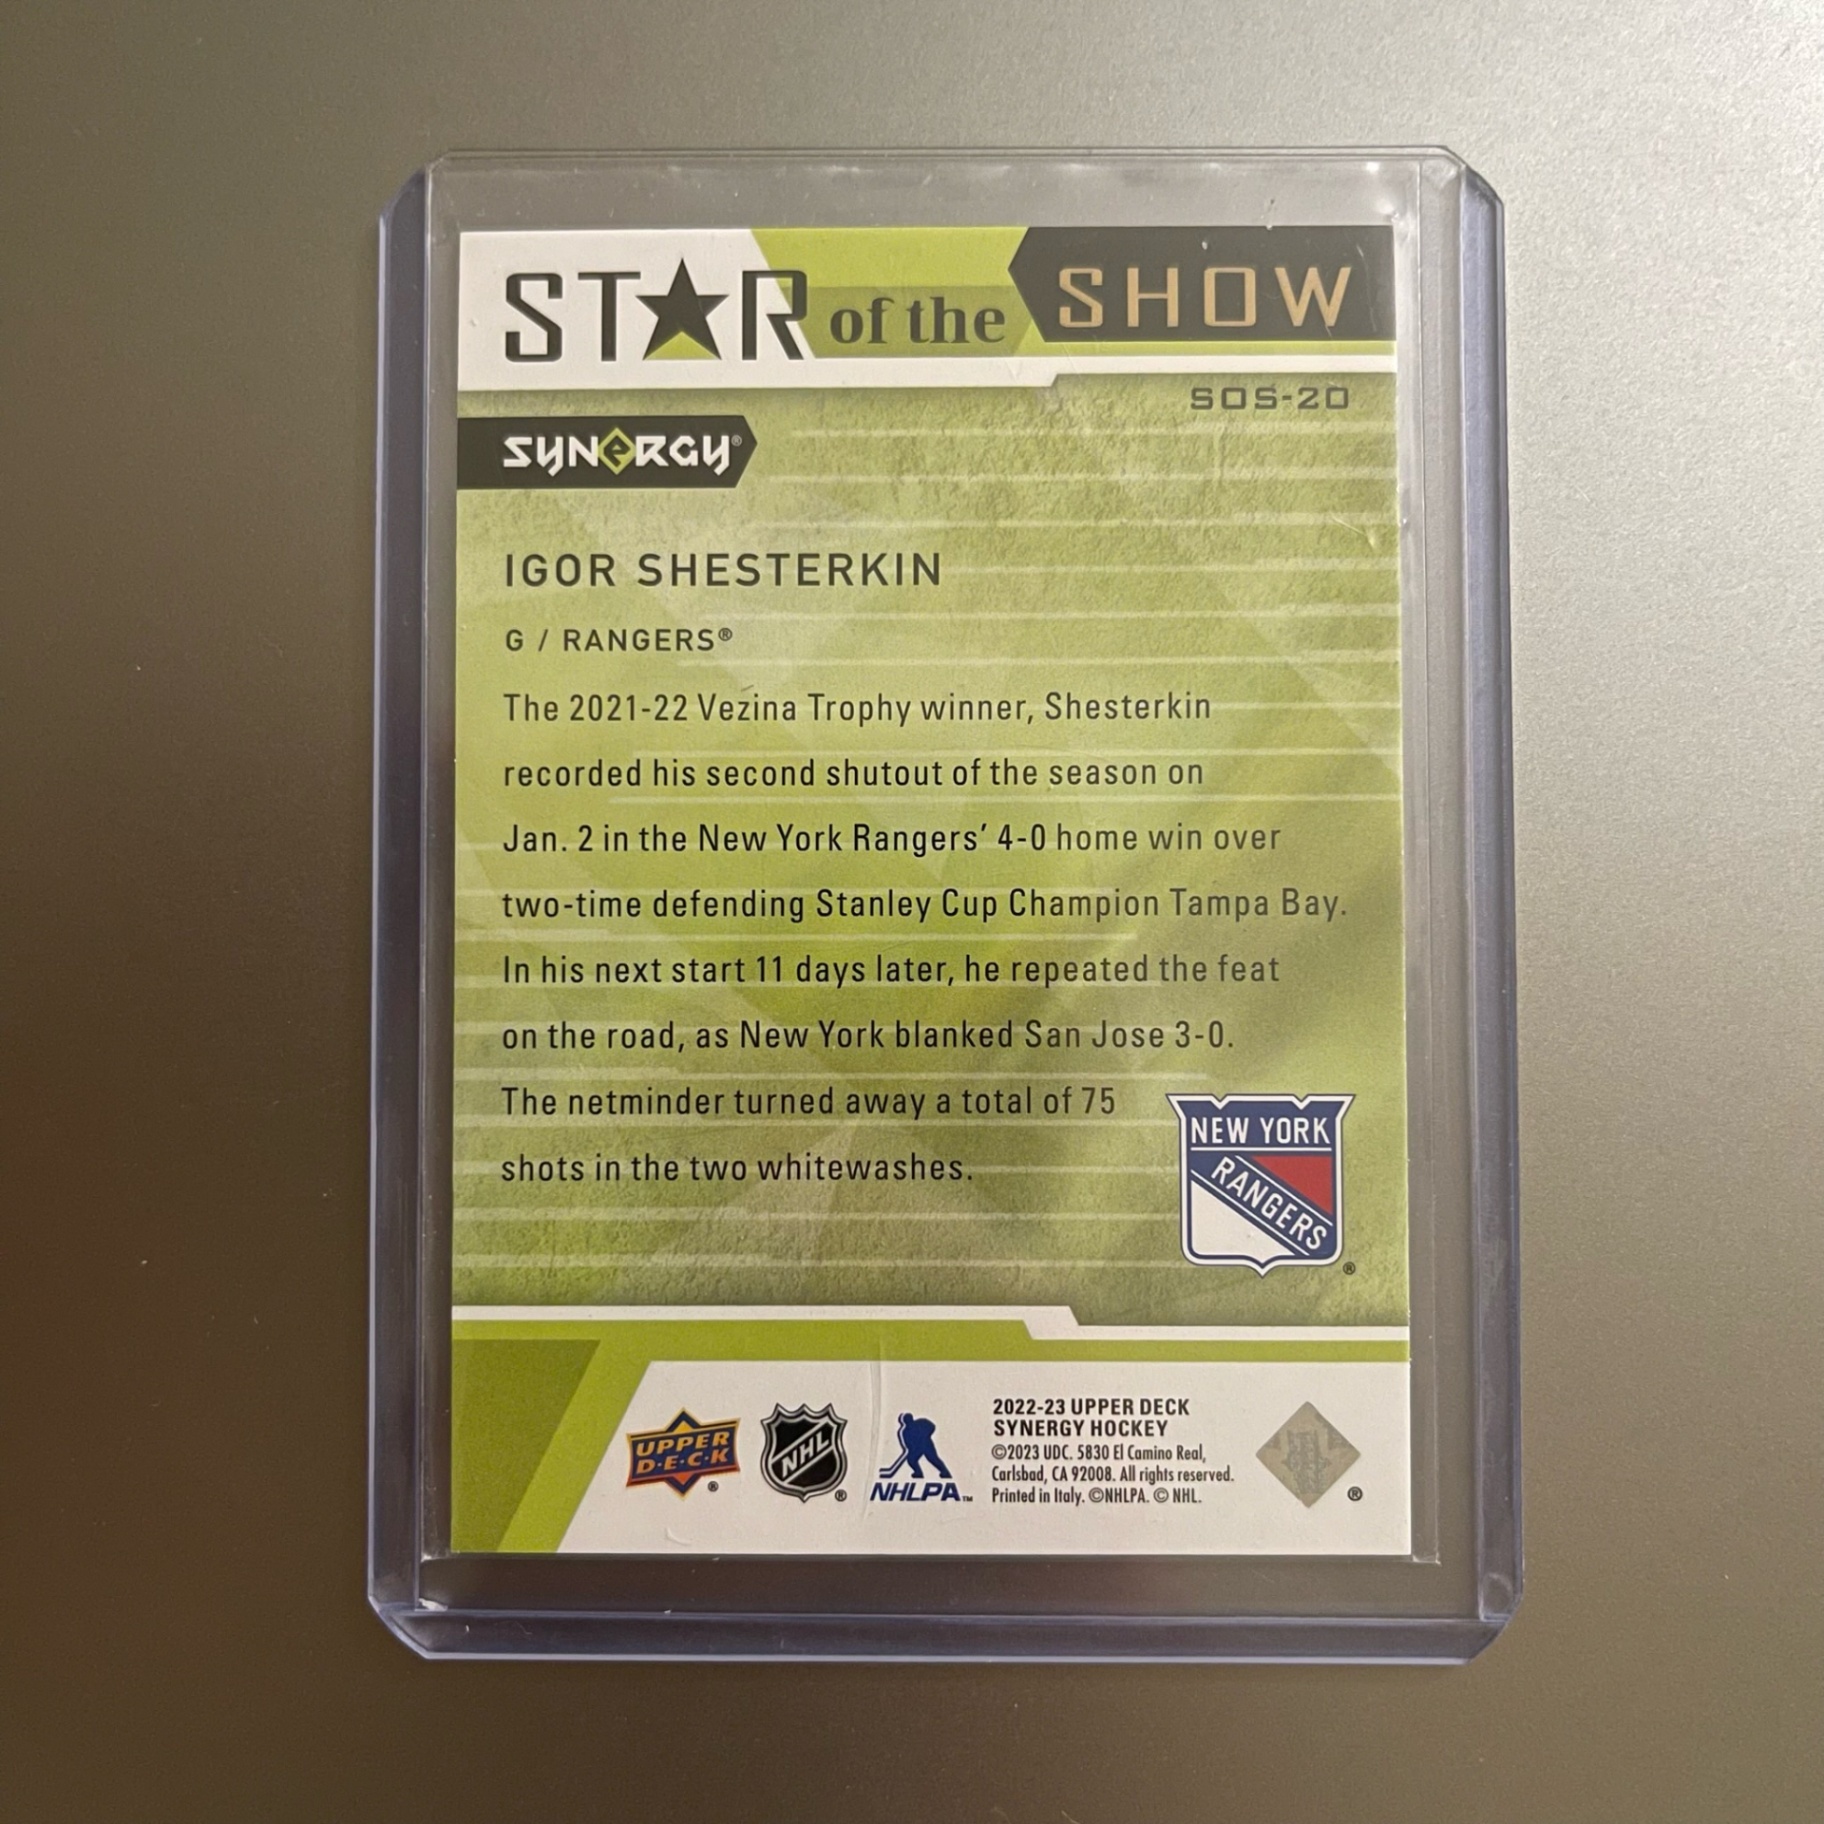 STAR of the SHOW
SOS-20
SYNERGY®
IGOR SHESTERKIN
G / RANGERS®
The 2021-22 Vezina Trophy winner, Shesterkin
recorded his second shutout of the season on
Jan. 2 in the New York Rangers’ 4-0 home win over
two-time defending Stanley Cup Champion Tampa Bay.
In his next start 11 days later, he repeated the feat
on the road, as New York blanked San Jose 3-0.
The netminder turned away a total of 75
shots in the two whitewashes.
NEW YORK
RANGERS
®
UPPER
D·E·C·K
®
NHL
®
NHLPA™
2022-23 UPPER DECK
SYNERGY HOCKEY
©2023 UDC. 5830 El Camino Real,
Carlsbad, CA 92008. All rights reserved.
Printed in Italy. ©NHLPA. © NHL.
®